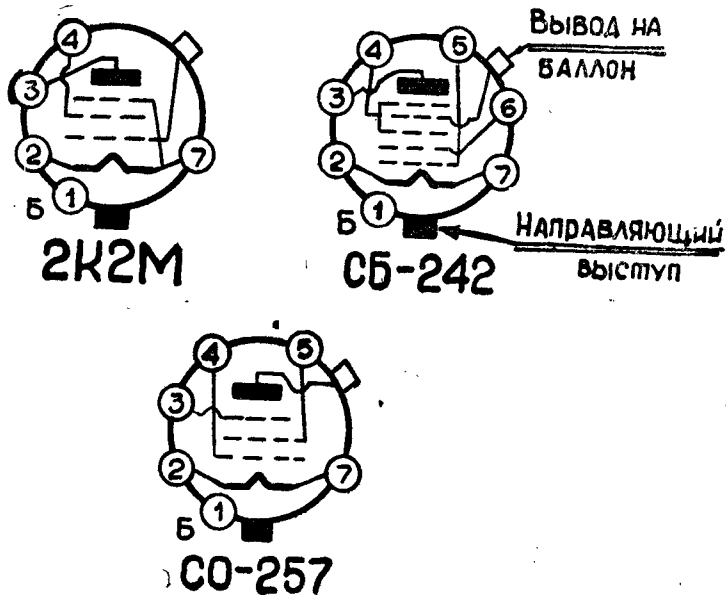 4
3
2
7
1
Б
2К2М
4
5
3
6
2
7
1
Б
СБ-242
Вывод на
баллон
Направляющий
выступ
4
5
3
2
7
1
Б
СО-257